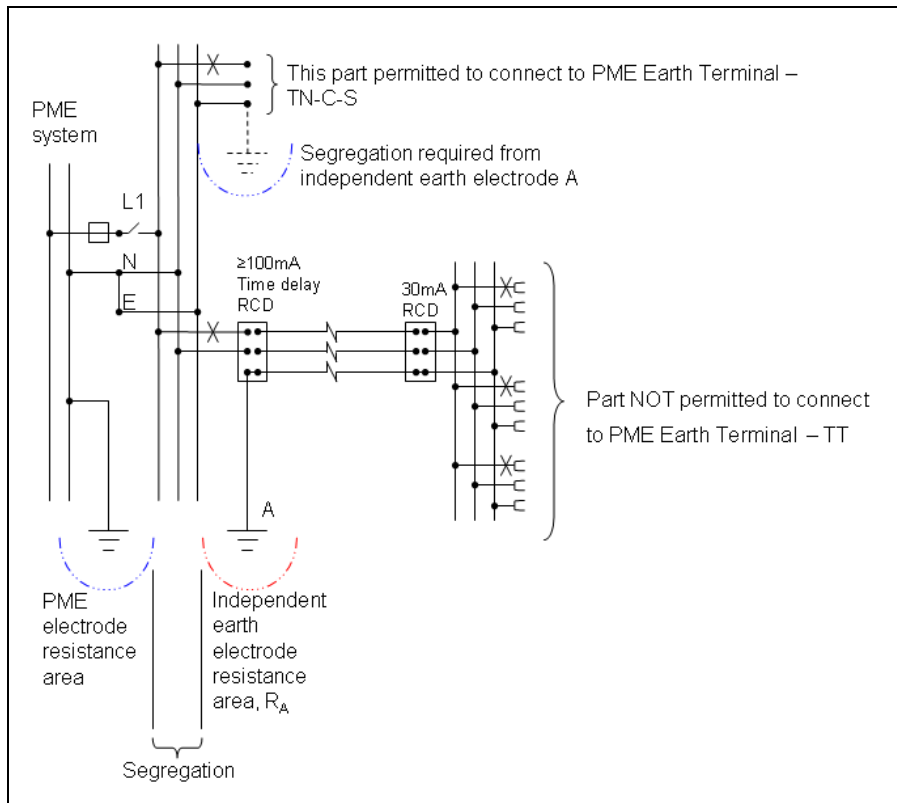 This part permitted to connect to PME Earth Terminal –
TN-C-S
PME
system
Segregation required from
independent earth electrode A
L1
N
E
≥100mA
Time delay
RCD
30mA
RCD
Part NOT permitted to connect
to PME Earth Terminal – TT
A
PME
electrode
resistance
area
Independent
earth
electrode
resistance
area, RA
Segregation